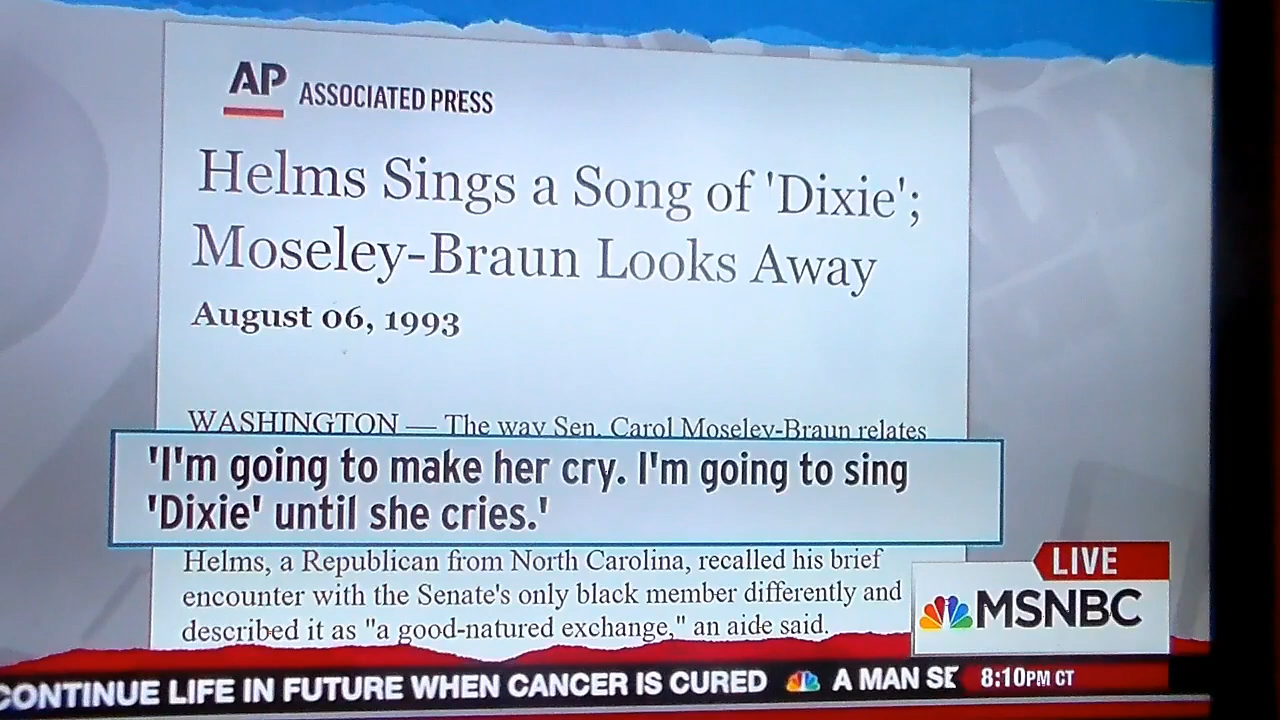 AP ASSOCIATED PRESS
Helms Sings a Song of 'Dixie';
Moseley-Braun Looks Away
August 06, 1993
WASHINGTON — The way Sen. Carol Moseley-Braun relates
'I'm going to make her cry. I'm going to sing
'Dixie' until she cries.'
Helms, a Republican from North Carolina, recalled his brief
encounter with the Senate's only black member differently and
described it as "a good-natured exchange," an aide said.
LIVE
MSNBC
CONTINUE LIFE IN FUTURE WHEN CANCER IS CURED A MAN SE 8:10PM CT